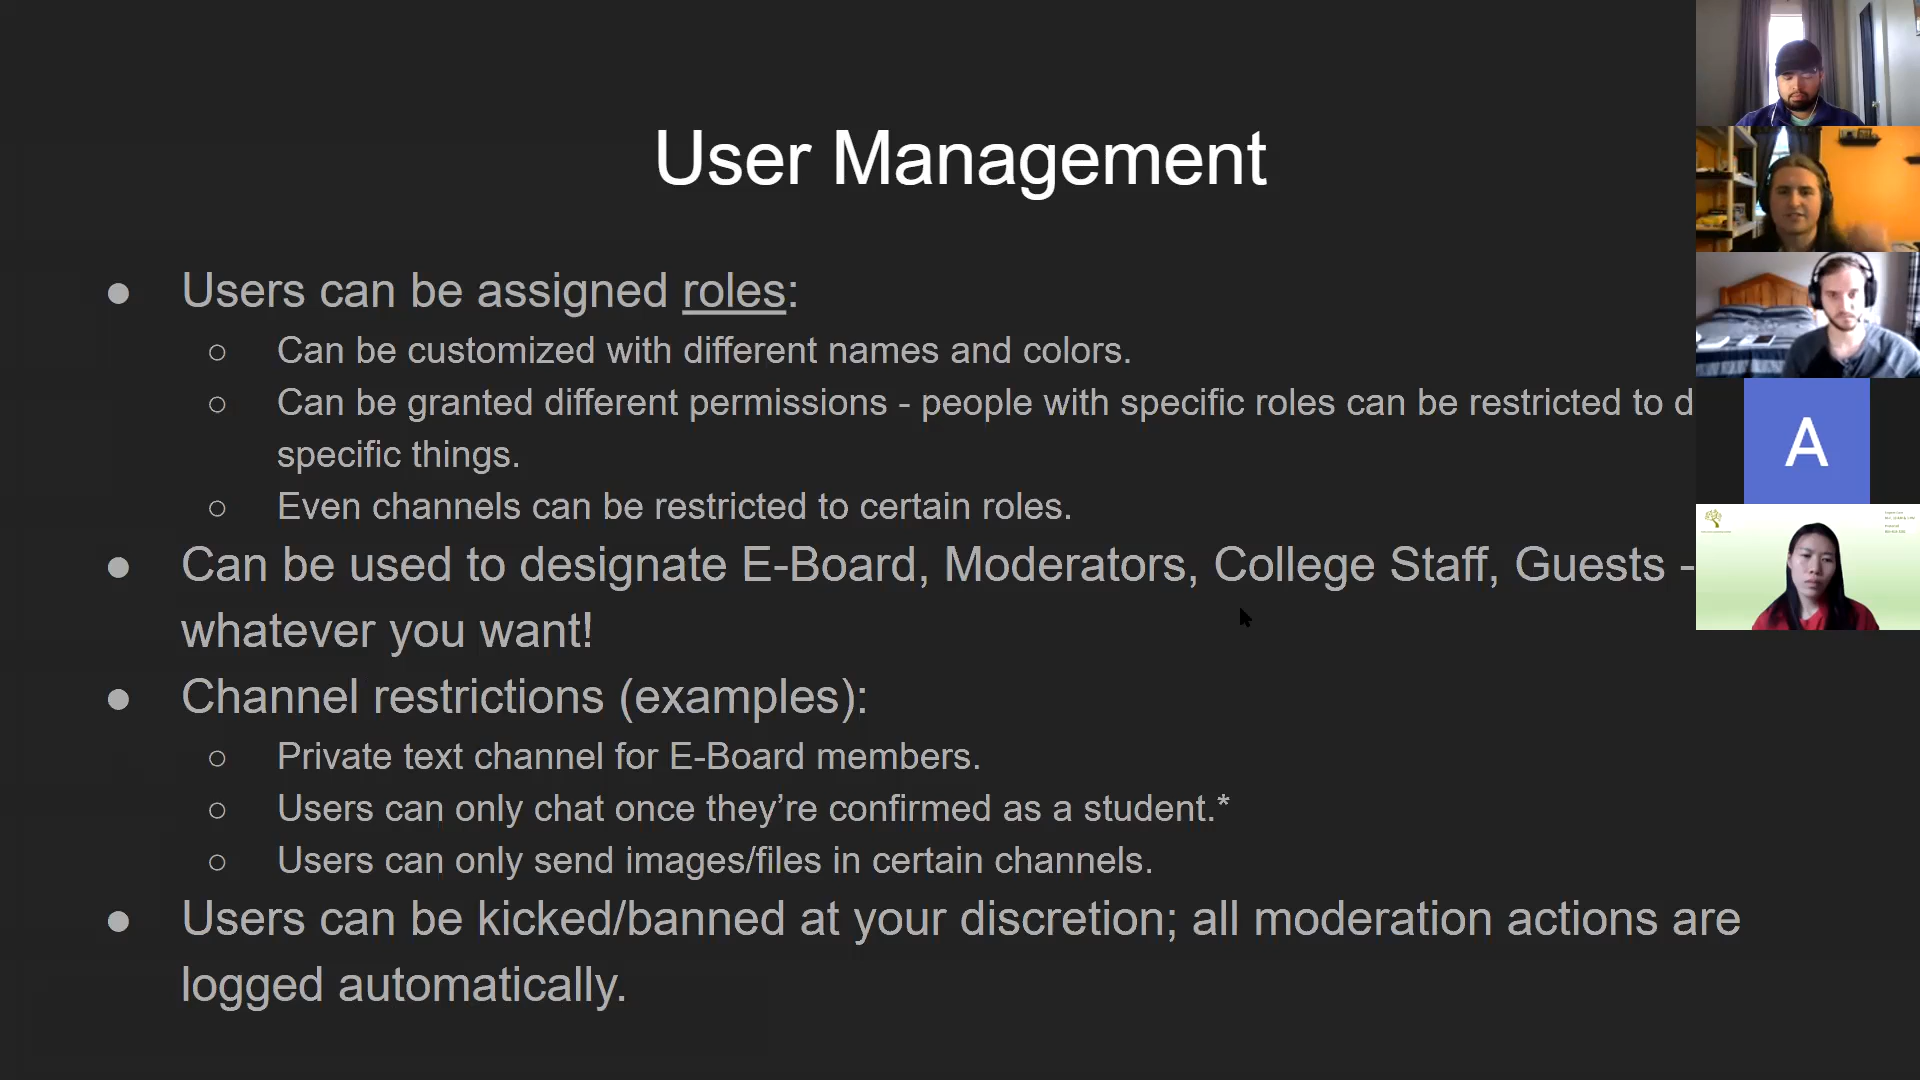 User Management
● Users can be assigned roles:
○ Can be customized with different names and colors.
○ Can be granted different permissions - people with specific roles can be restricted to d
specific things.
○ Even channels can be restricted to certain roles.
● Can be used to designate E-Board, Moderators, College Staff, Guests -
whatever you want!
● Channel restrictions (examples):
○ Private text channel for E-Board members.
○ Users can only chat once they’re confirmed as a student.*
○ Users can only send images/files in certain channels.
● Users can be kicked/banned at your discretion; all moderation actions are
logged automatically.
A